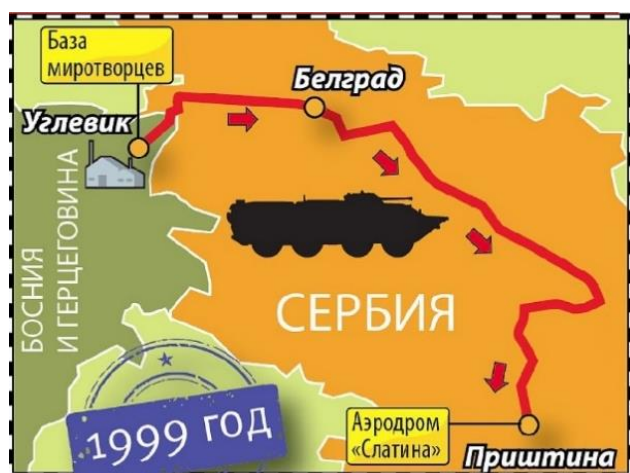 База
миротворцев
Белград
Углевик
БОСНИЯ
И ГЕРЦЕГОВИНА
СЕРБИЯ
1999 ГОД
Аэродром
«Слатина»
Приштина